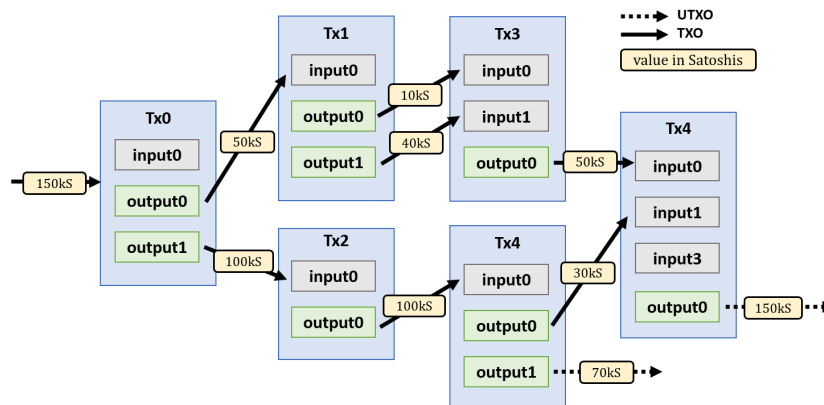 UTXO
TXO
value in Satoshis
Tx0
input0
output0
output1
150kS
50kS
100kS
Tx1
input0
output0
output1
10kS
40kS
Tx2
input0
output0
100kS
Tx3
input0
input1
output0
50kS
Tx4
input0
output0
output1
30kS
70kS
Tx4
input0
input1
input3
output0
150kS